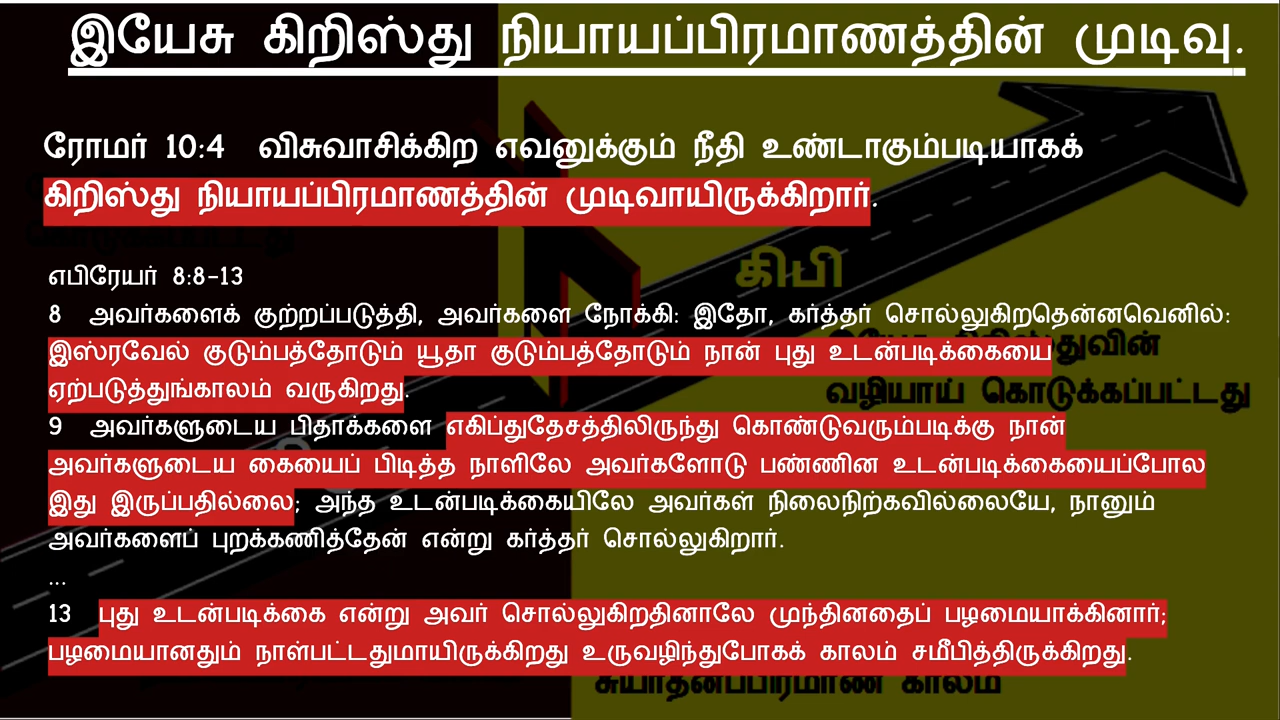 இயேசு கிறிஸ்து நியாயப்பிரமாணத்தின் முடிவு.
ரோமர் 10:4 விசுவாசிக்கிற எவனுக்கும் நீதி உண்டாகும்படியாகக்
கிறிஸ்து நியாயப்பிரமாணத்தின் முடிவாயிருக்கிறார்.
கிபி
எபிரேயர் 8:8-13
8 அவர்களைக் குற்றப்படுத்தி, அவர்களை நோக்கி: இதோ, கர்த்தர் சொல்லுகிறதென்னவெனில்:
இஸ்ரவேல் குடும்பத்தோடும் யூதா குடும்பத்தோடும் நான் புது உடன்படிக்கையை
ஏற்படுத்துங்காலம் வருகிறது.
வழியாய் கொடுக்கப்பட்டது
9 அவர்களுடைய பிதாக்களை எகிப்துதேசத்திலிருந்து கொண்டுவரும்படிக்கு நான்
அவர்களுடைய கையைப் பிடித்த நாளிலே அவர்களோடு பண்ணின உடன்படிக்கையைப்போல
இது இருப்பதில்லை; அந்த உடன்படிக்கையிலே அவர்கள் நிலைநிற்கவில்லையே, நானும்
அவர்களைப் புறக்கணித்தேன் என்று கர்த்தர் சொல்லுகிறார்.
...
13 புது உடன்படிக்கை என்று அவர் சொல்லுகிறதினாலே முந்தினதைப் பழமையாக்கினார்;
பழமையானதும் நாள்பட்டதுமாயிருக்கிறது உருவழிந்துபோகக் காலம் சமீபித்திருக்கிறது.
காலம்